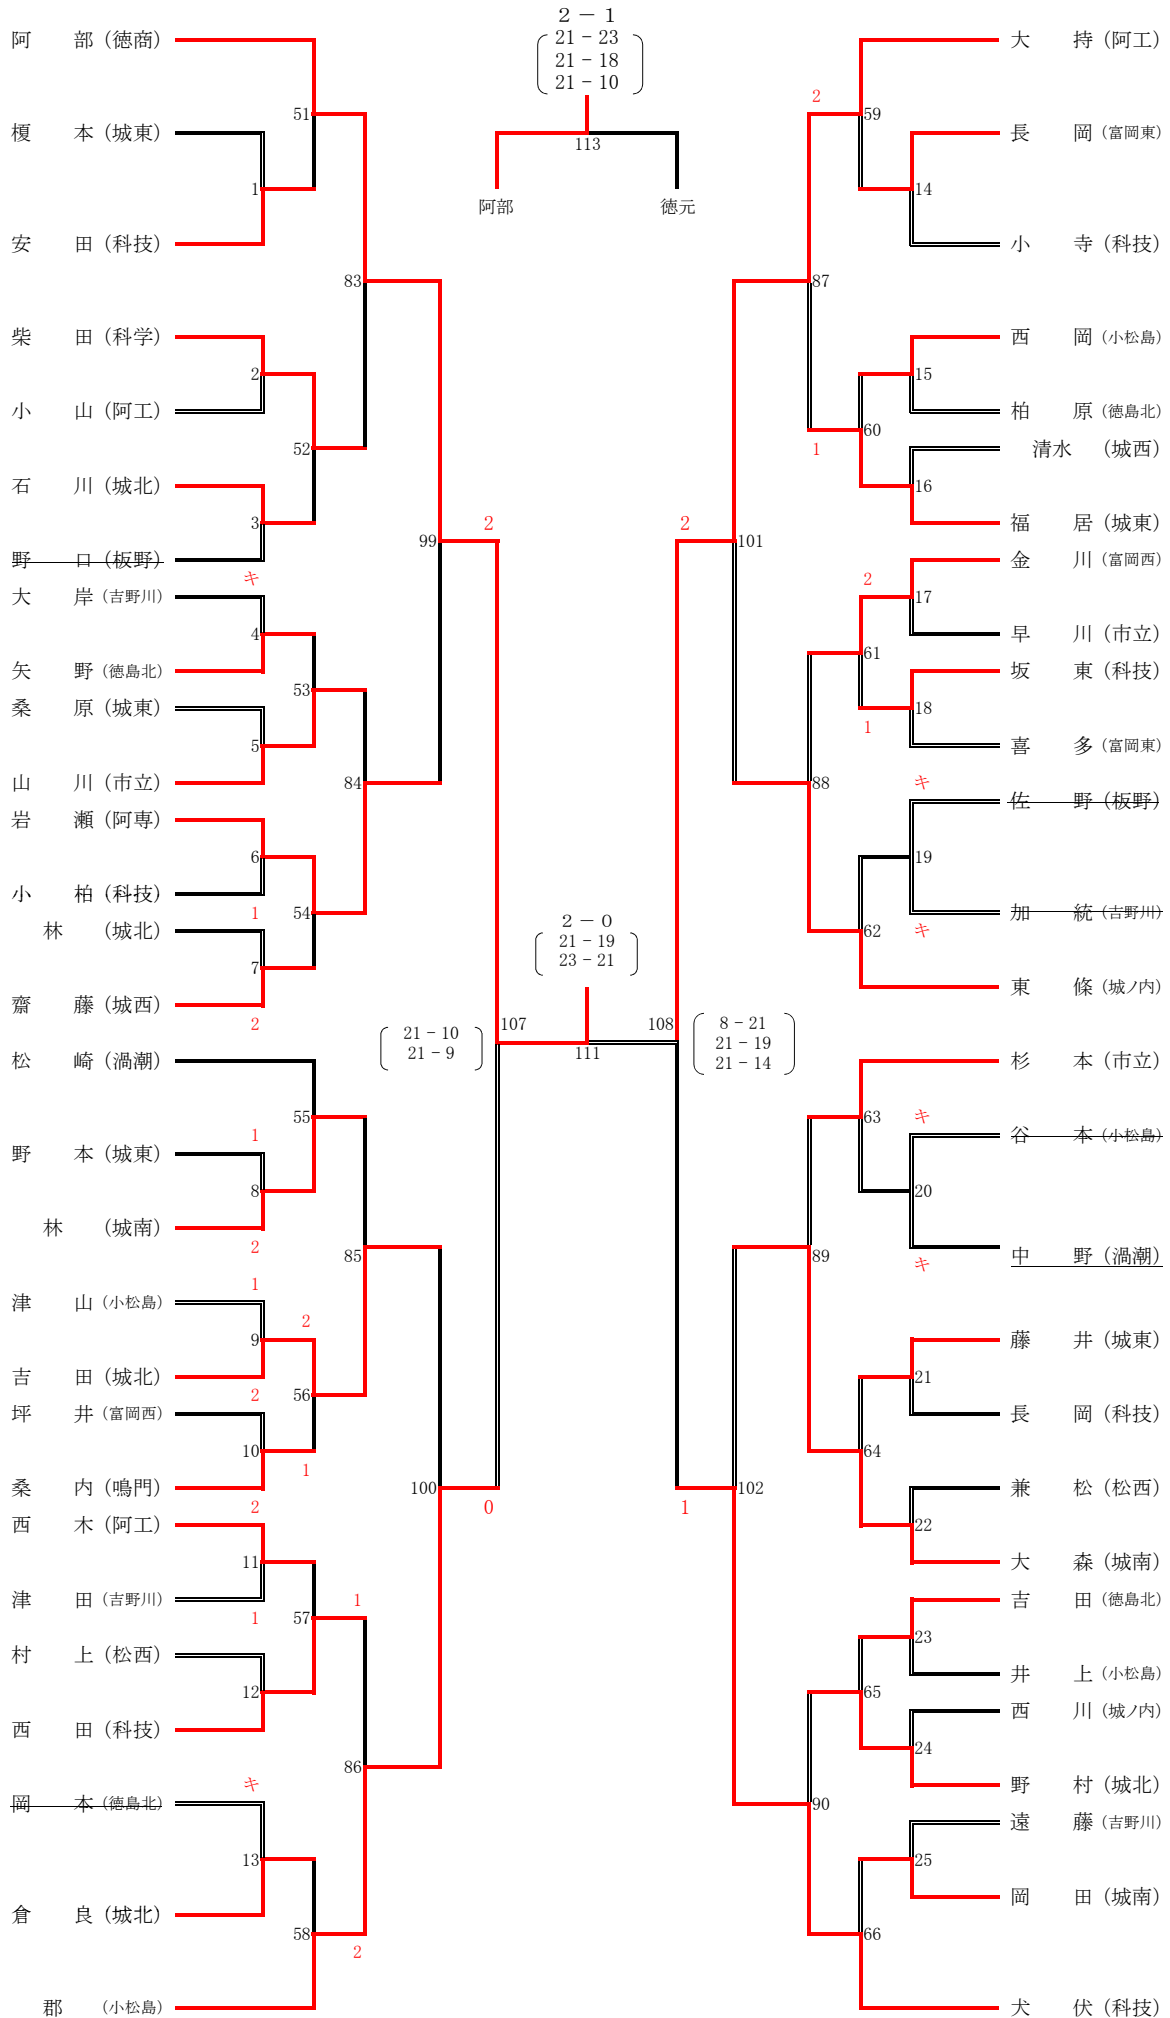 2 − 1
21 − 23
21 − 18
21 − 10
113
阿部 徳元
阿 部 (徳商)
51
榎 本 (城東)
1
安 田 (科技)
83
柴 田 (科学)
2
小 山 (阿工)
52
石 川 (城北)
3
野 口 (板野)
キ
99
2
大 岸 (吉野川)
4
矢 野 (徳島北)
53
桑 原 (城東)
5
山 川 (市立)
84
岩 瀬 (阿専)
6
小 柏 (科技)
1
54
林 (城北)
7
齋 藤 (城西)
2
松 崎 (渦潮)
55
野 本 (城東)
1
8
林 (城南)
2
85
津 山 (小松島)
1
9
2
吉 田 (城北)
2
56
坪 井 (富岡西)
10
1
桑 内 (鳴門)
2
100
0
西 木 (阿工)
11
津 田 (吉野川)
1
57
1
村 上 (松西)
12
西 田 (科技)
86
岡 本 (徳島北)
キ
13
倉 良 (城北)
58
2
郡 (小松島)
2 − 0
21 − 19
23 − 21
107
21 − 10
21 − 9
111
108
8 − 21
21 − 19
21 − 14
大 持 (阿工)
2
59
長 岡 (富岡東)
14
小 寺 (科技)
87
西 岡 (小松島)
15
柏 原 (徳島北)
60
1
清水 (城西)
16
福 居 (城東)
2
101
金 川 (富岡西)
2
17
早 川 (市立)
61
坂 東 (科技)
18
1
喜 多 (富岡東)
88
キ
佐 野 (板野)
19
加 統 (吉野川)
キ
62
東 條 (城ノ内)
杉 本 (市立)
63
キ
谷 本 (小松島)
20
中 野 (渦潮)
キ
89
藤 井 (城東)
21
長 岡 (科技)
64
兼 松 (松西)
22
大 森 (城南)
1
102
吉 田 (徳島北)
23
井 上 (小松島)
65
西 川 (城ノ内)
24
野 村 (城北)
90
遠 藤 (吉野川)
25
岡 田 (城南)
66
犬 伏 (科技)